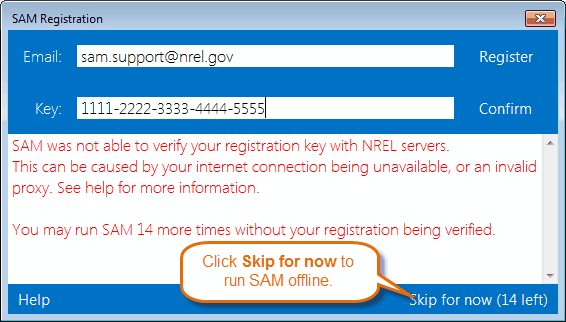 SAM Registration
Email: sam.support@nrel.gov Register
Key: 1111-2222-3333-4444-5555 Confirm
SAM was not able to verify your registration key with NREL servers.
This can be caused by your internet connection being unavailable, or an invalid
proxy. See help for more information.
You may run SAM 14 more times without your registration being verified.
Click Skip for now to
run SAM offline.
Help Skip for now (14 left)